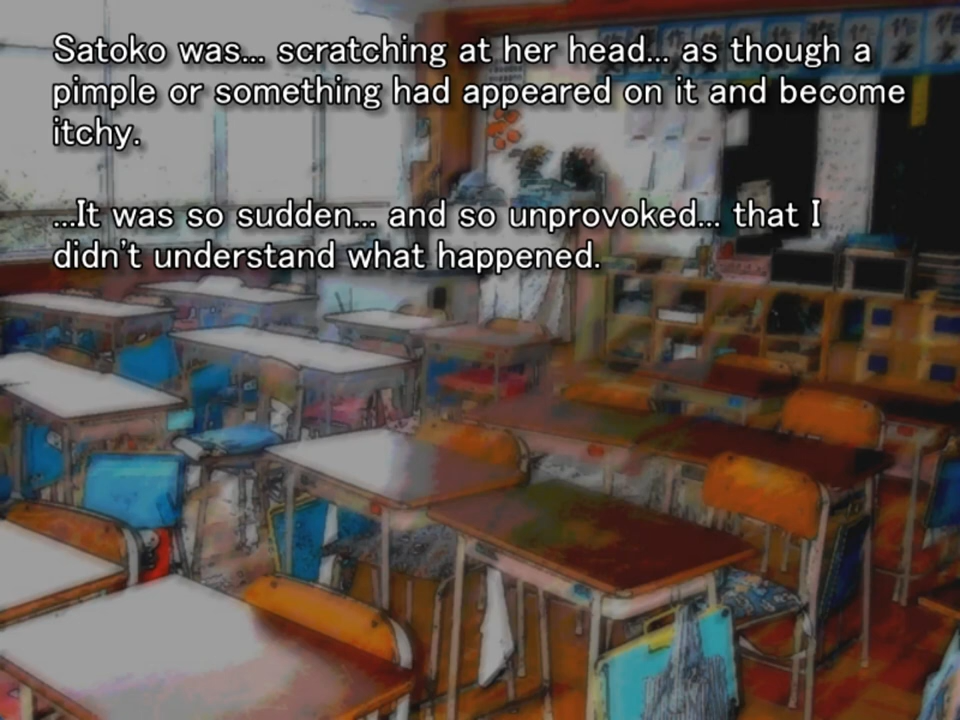 Satoko was... scratching at her head... as though a
pimple or something had appeared on it and become
itchy.
...It was so sudden... and so unprovoked... that I
didn't understand what happened.